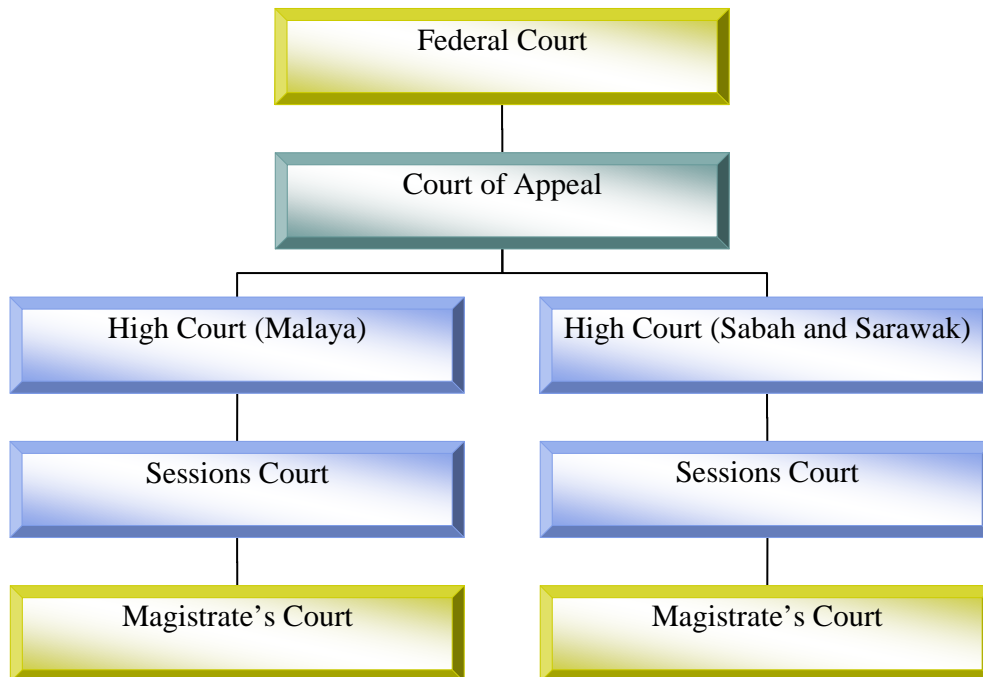 Federal Court
Court of Appeal
High Court (Malaya)
High Court (Sabah and Sarawak)
Sessions Court
Sessions Court
Magistrate’s Court
Magistrate’s Court